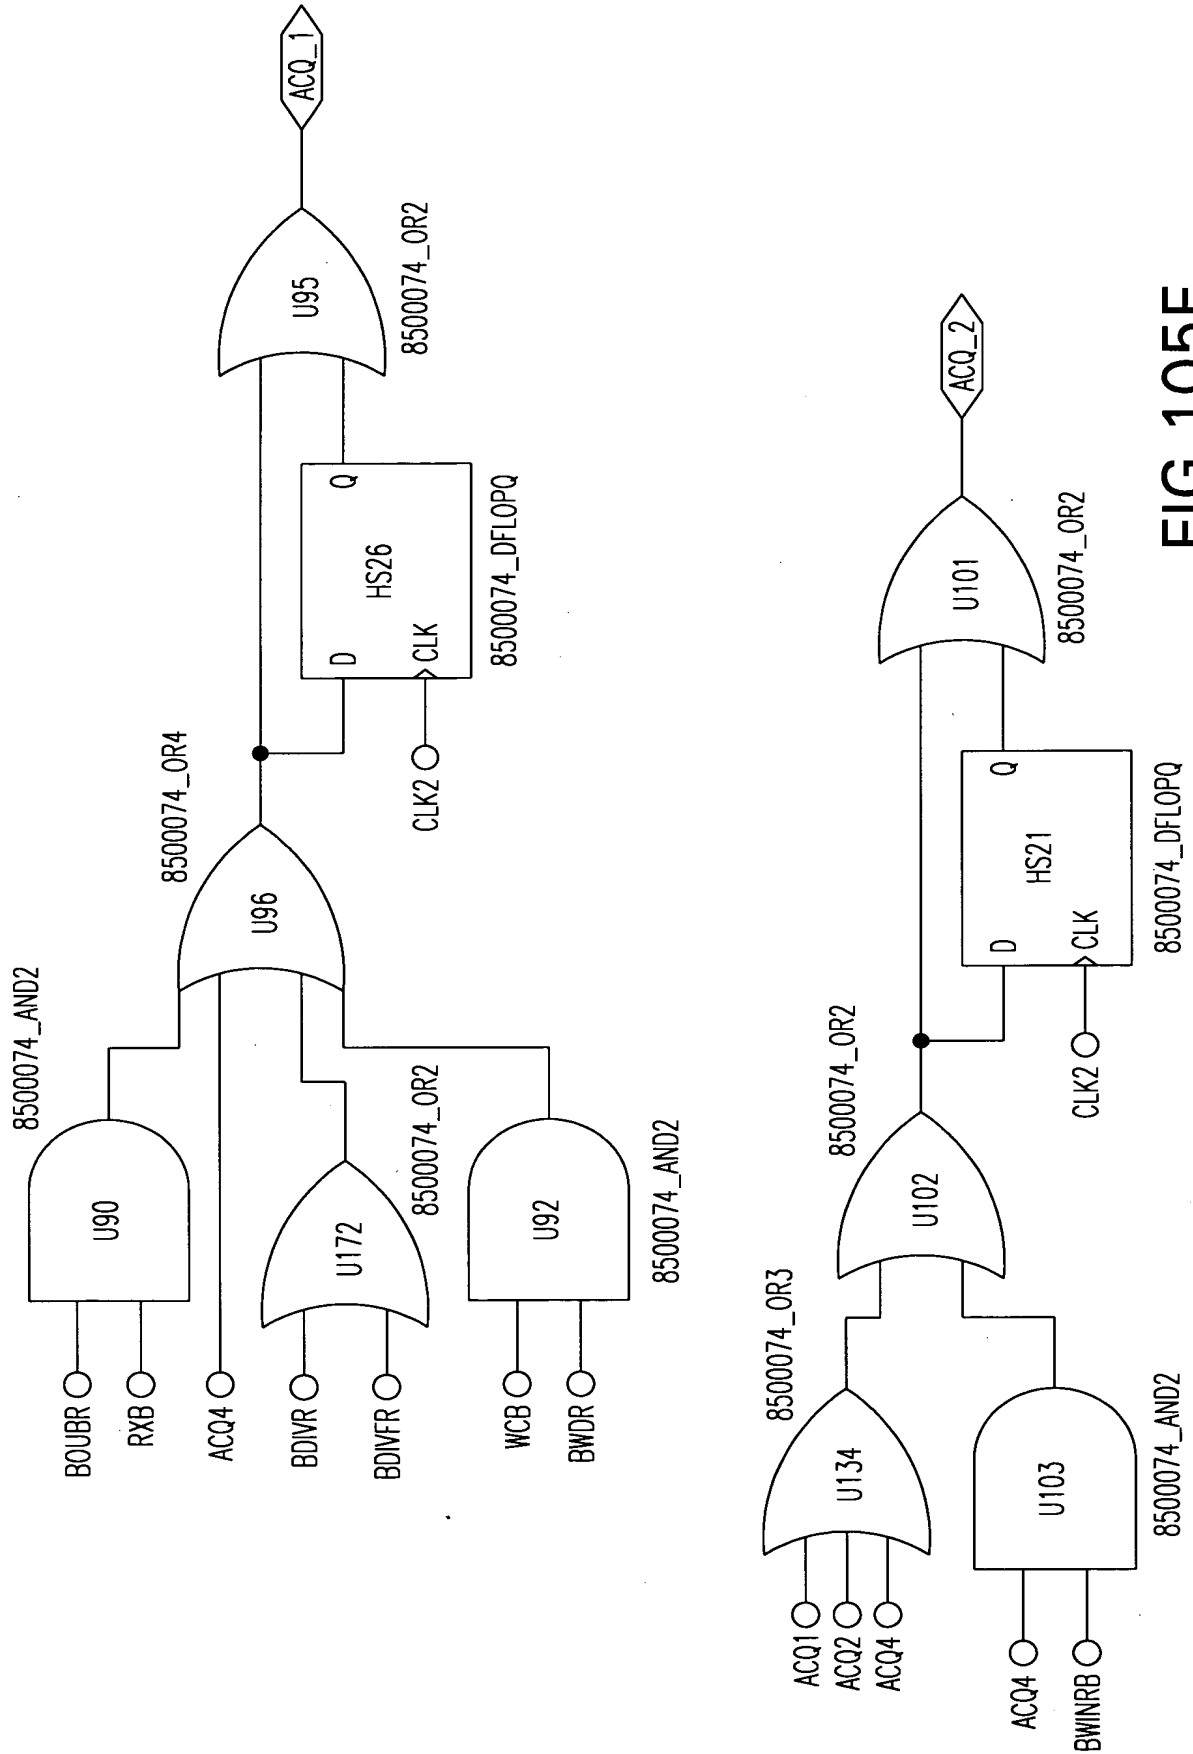 BOUBR
RXB
ACQ4
BDIVR
BDIVFR
WCB
BWDR
U90
8500074_AND2
U172
8500074_OR2
U92
8500074_AND2
U96
8500074_OR4
CLK2
D
CLK
Q
HS26
8500074_DFLOPQ
U95
8500074_OR2
ACQ_1
ACQ1
ACQ2
ACQ4
ACQ4
BWINRB
U134
8500074_OR3
U103
8500074_AND2
U102
8500074_OR2
CLK2
D
CLK
Q
HS21
8500074_DFLOPQ
U101
8500074_OR2
ACQ_2